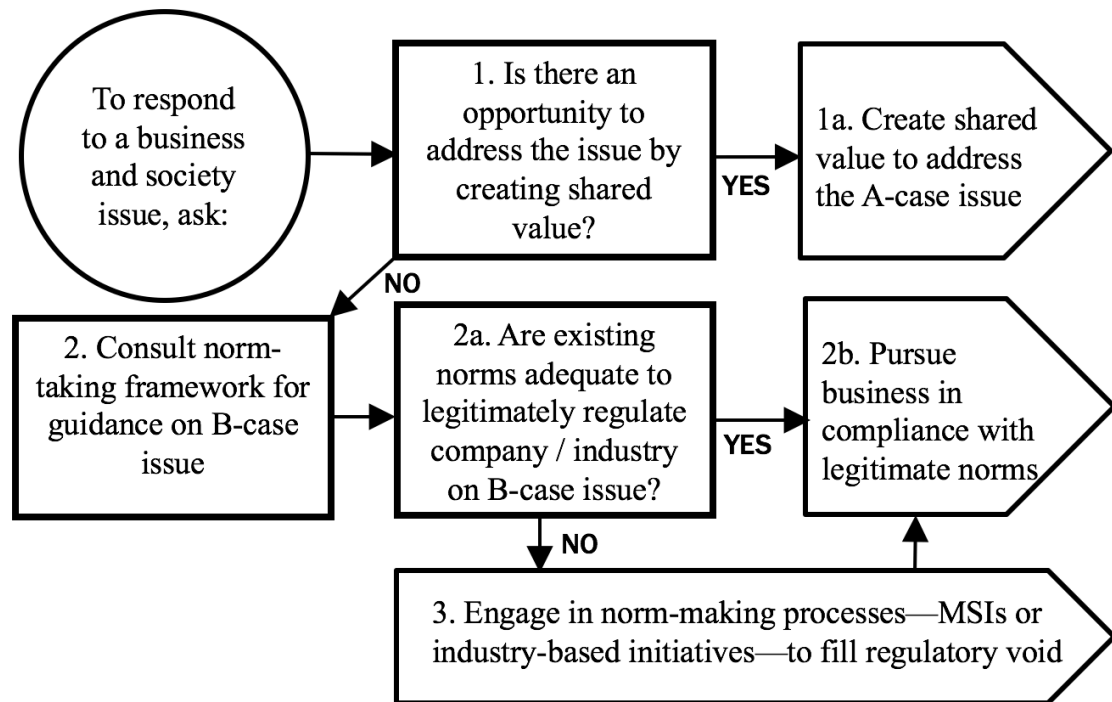 To respond
to a business
and society
issue, ask:
1. Is there an
opportunity to
address the issue by
creating shared
value?
YES
1a. Create shared
value to address
the A-case issue
NO
2. Consult norm-
taking framework for
guidance on B-case
issue
2a. Are existing
norms adequate to
legitimately regulate
company / industry
on B-case issue?
YES
2b. Pursue
business in
compliance with
legitimate norms
NO
3. Engage in norm-making processes—MSIs or
industry-based initiatives—to fill regulatory void